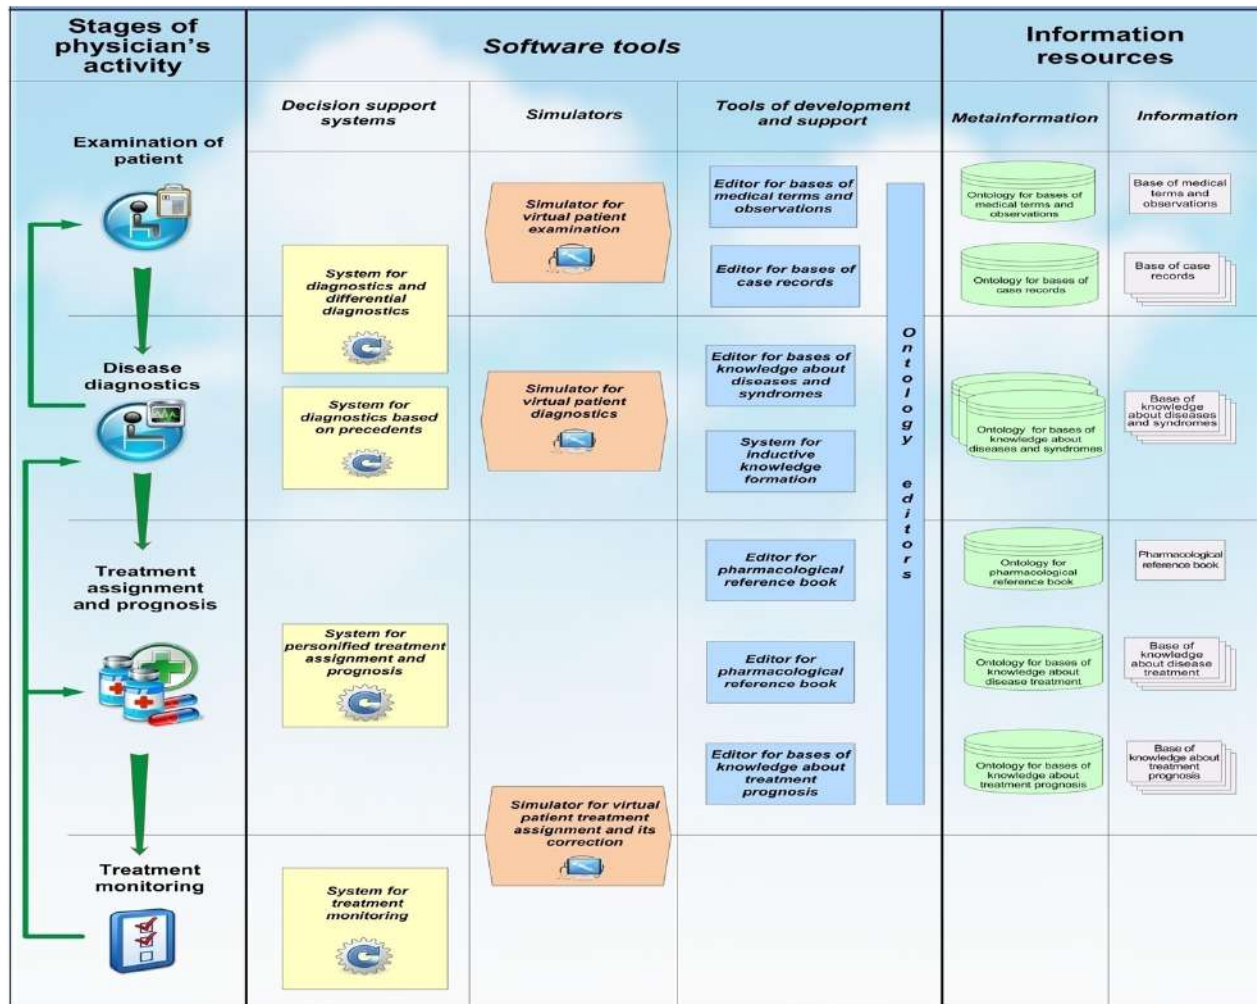 Stages of
physician's
activity
Software tools
Information
resources
Decision support
systems
Simulators
Tools of development
and support
Metainformation
Information
Examination of
patient
Simulator for
virtual patient
examination
Editor for bases of
medical terms and
observations
Ontology for bases of
medical terms and
observations
Base of medical
terms and
observations
System for
diagnostics and
differential
diagnostics
Editor for bases of
case records
Ontology for bases of
case records
Base of case
records
Ontology editors
Disease
diagnostics
System for
diagnostics based
on precedents
Simulator for
virtual patient
diagnostics
Editor for bases of
knowledge about
diseases and
syndromes
System for
inductive
knowledge
formation
Ontology for bases of
knowledge about
diseases and syndromes
Base of
knowledge
about diseases
and syndromes
Treatment
assignment
and prognosis
System for
personified treatment
assignment and
prognosis
Editor for
pharmacological
reference book
Ontology for
pharmacological
reference book
Pharmacological
reference book
Editor for
pharmacological
reference book
Ontology for bases of
knowledge about
disease treatment
Base of
knowledge
about disease
treatment
Editor for bases of
knowledge about
treatment
prognosis
Ontology for bases of
knowledge about
treatment prognosis
Base of
knowledge about
treatment
prognosis
Simulator for virtual
patient treatment
assignment and its
correction
Treatment
monitoring
System for
treatment
monitoring